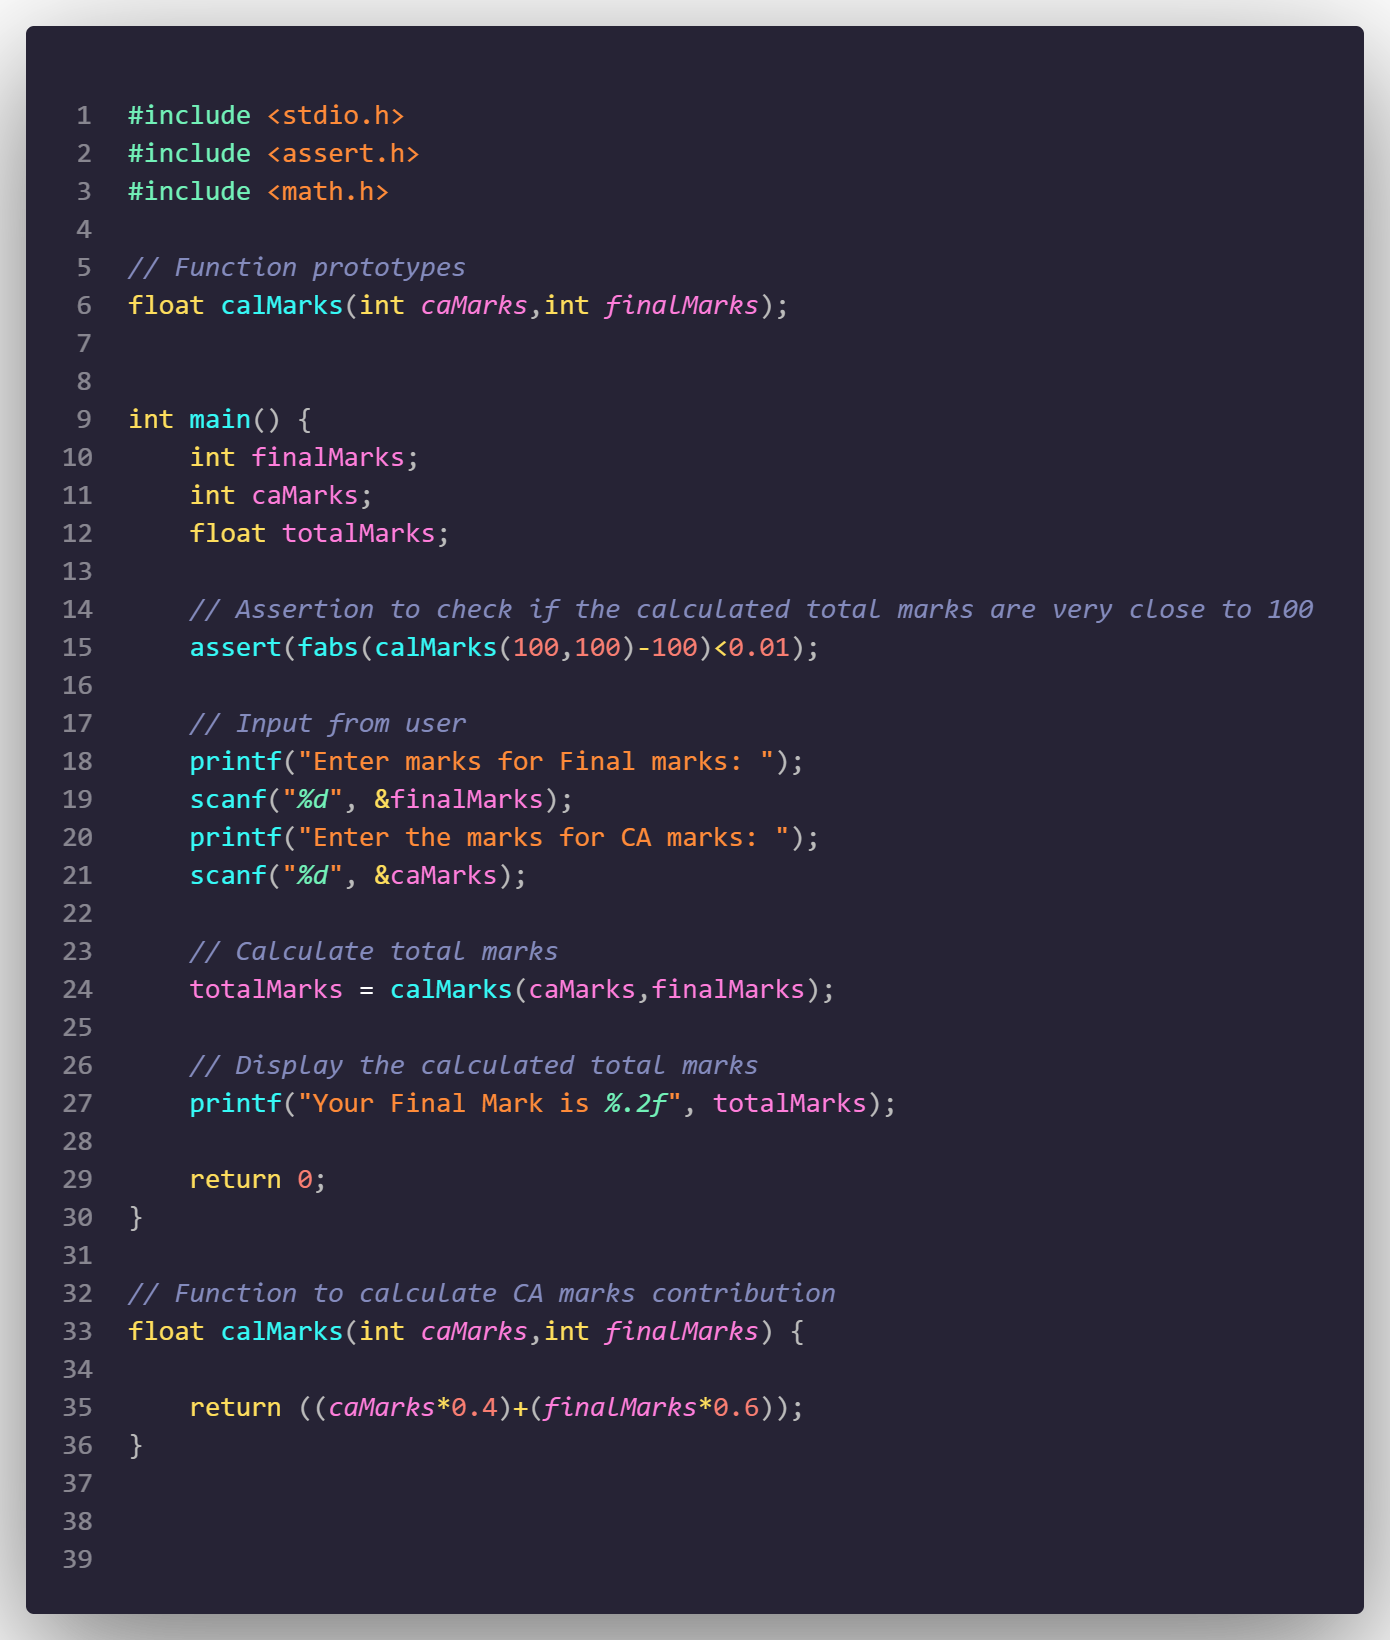 1 #include <stdio.h>
2 #include <assert.h>
3 #include <math.h>
4
5 // Function prototypes
6 float calMarks(int caMarks,int finalMarks);
7
8
9 int main() {
10     int finalMarks;
11     int caMarks;
12     float totalMarks;
13
14     // Assertion to check if the calculated total marks are very close to 100
15     assert(fabs(calMarks(100,100)-100)<0.01);
16
17     // Input from user
18     printf("Enter marks for Final marks: ");
19     scanf("%d", &finalMarks);
20     printf("Enter the marks for CA marks: ");
21     scanf("%d", &caMarks);
22
23     // Calculate total marks
24     totalMarks = calMarks(caMarks,finalMarks);
25
26     // Display the calculated total marks
27     printf("Your Final Mark is %.2f", totalMarks);
28
29     return 0;
30 }
31
32 // Function to calculate CA marks contribution
33 float calMarks(int caMarks,int finalMarks) {
34
35     return ((caMarks*0.4)+(finalMarks*0.6));
36 }
37
38
39